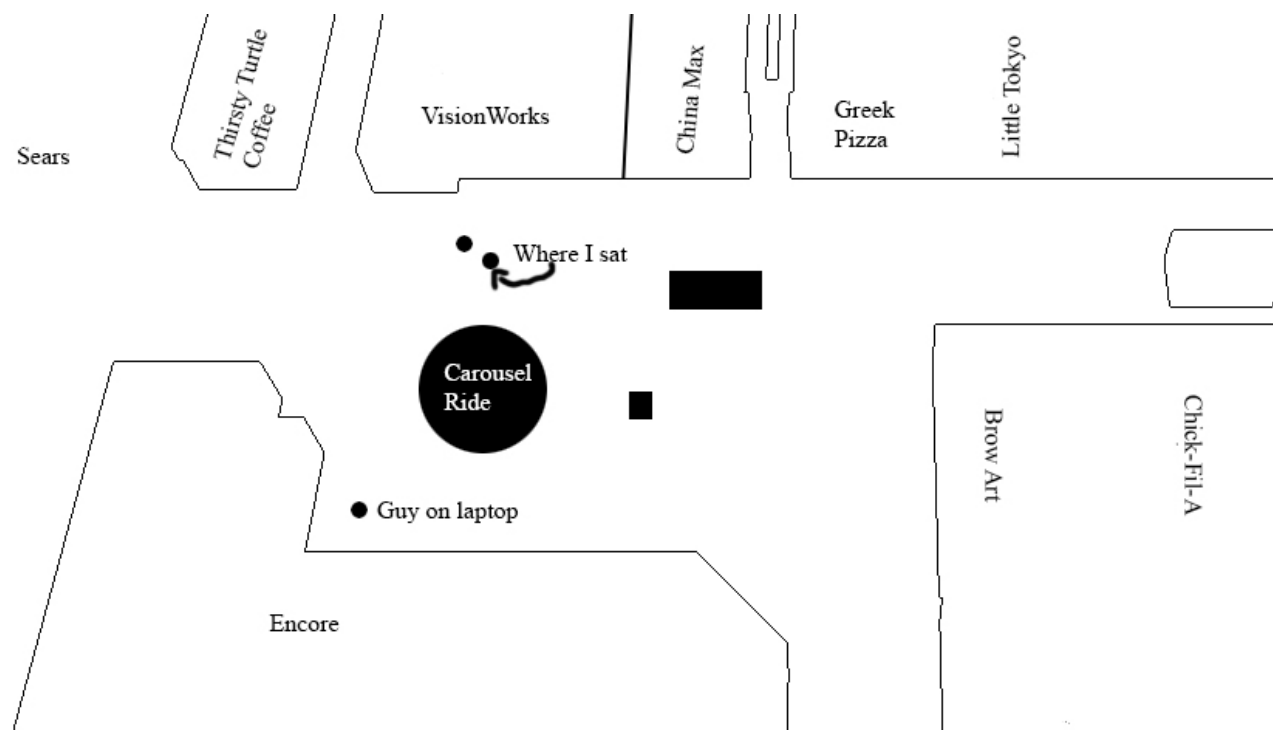 Thirsty Turtle
Coffee
VisionWorks
China Max
Greek
Pizza
Little Tokyo
Sears
Where I sat
Carousel
Ride
Brow Art
Chick-Fil-A
Guy on laptop
Encore